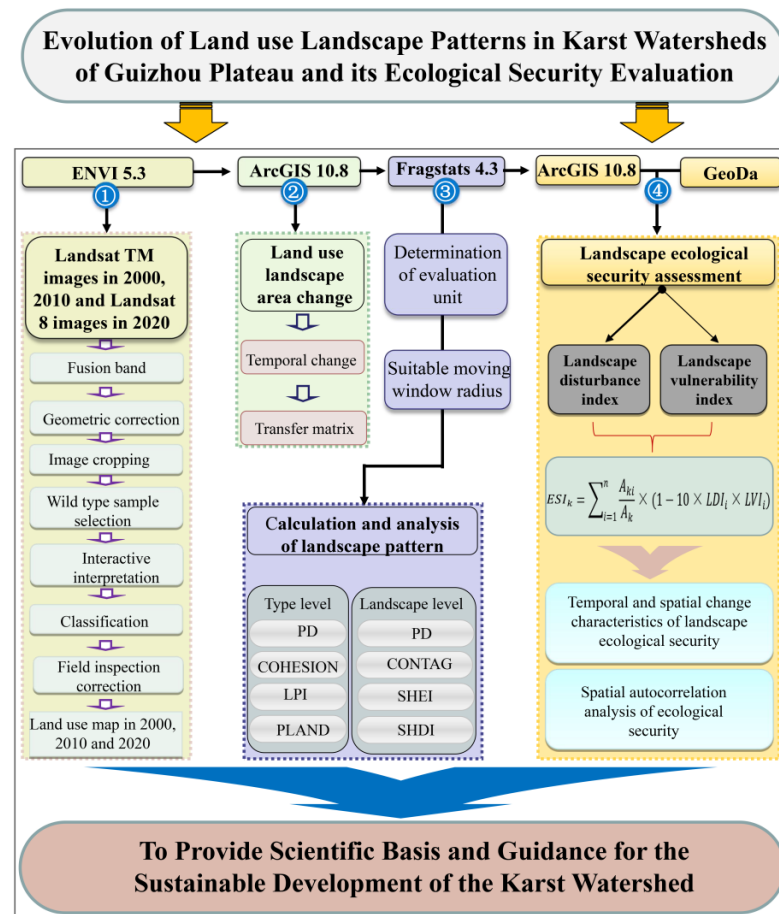 Evolution of Land use Landscape Patterns in Karst Watersheds
of Guizhou Plateau and its Ecological Security Evaluation
ENVI 5.3
ArcGIS 10.8
Fragstats 4.3
ArcGIS 10.8
GeoDa
①
②
③
④
Landsat TM
images in 2000,
2010 and Landsat
8 images in 2020
Fusion band
Geometric correction
Image cropping
Wild type sample
selection
Interactive
interpretation
Classification
Field inspection
correction
Land use map in 2000,
2010 and 2020
Land use
landscape
area change
Temporal change
Transfer matrix
Determination
of evaluation
unit
Suitable moving
window radius
Calculation and analysis
of landscape pattern
Type level
PD
COHESION
LPI
PLAND
Landscape level
PD
CONTAG
SHEI
SHDI
Landscape ecological
security assessment
Landscape
disturbance
index
Landscape
vulnerability
index
ESI_k = ∑_{i=1}^{n} A_{ki}/A_k × (1 − 10 × LDI_i × LVI_i)
Temporal and spatial change
characteristics of landscape
ecological security
Spatial autocorrelation
analysis of ecological
security
To Provide Scientific Basis and Guidance for the
Sustainable Development of the Karst Watershed